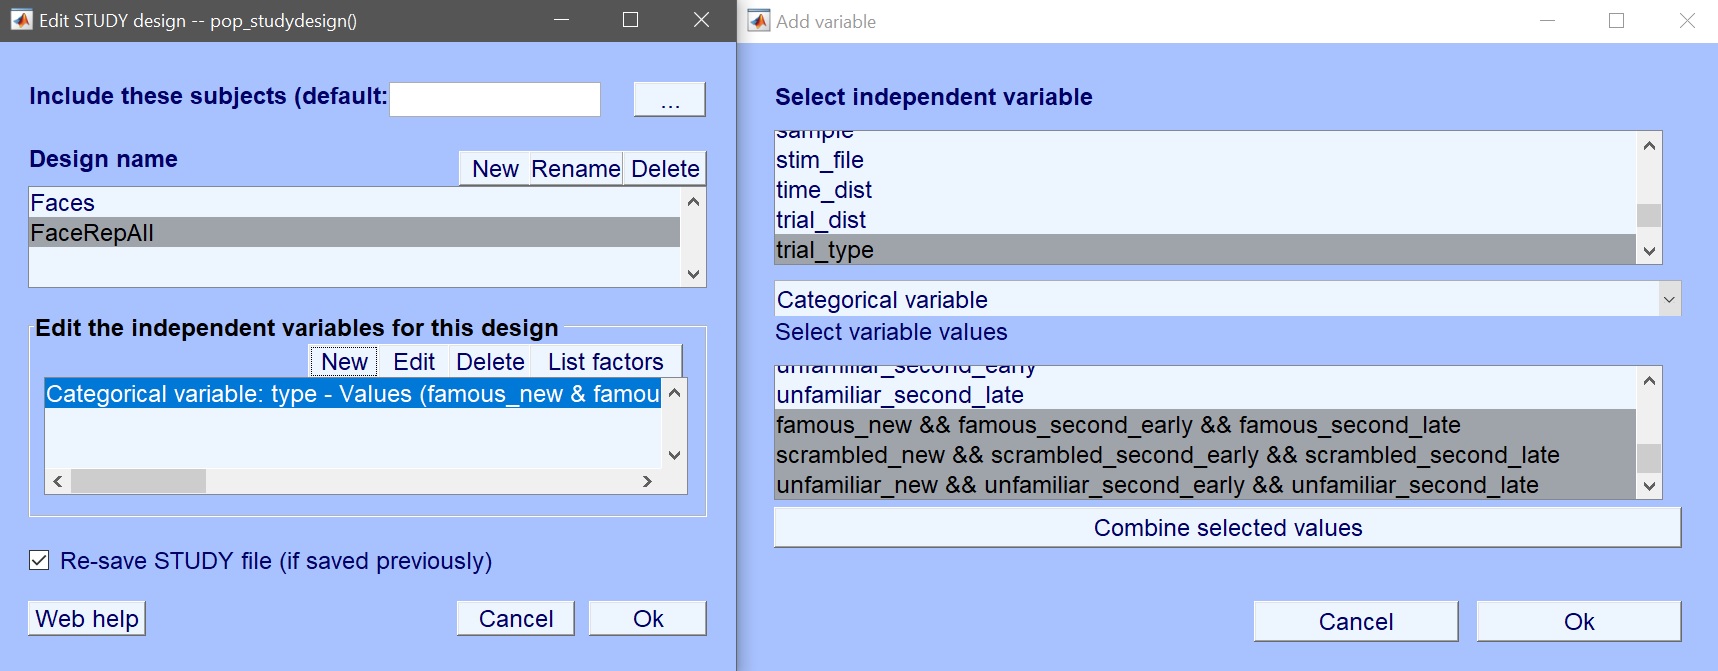 Edit STUDY design -- pop_studydesign()
Include these subjects (default:
...
Design name
New Rename Delete
Faces
FaceRepAll
Edit the independent variables for this design
New Edit Delete List factors
Categorical variable: type - Values (famous_new & famou
Re-save STUDY file (if saved previously)
Web help Cancel Ok
Add variable
Select independent variable
sample
stim_file
time_dist
trial_dist
trial_type
Categorical variable
Select variable values
unfamiliar_second_early
unfamiliar_second_late
famous_new && famous_second_early && famous_second_late
scrambled_new && scrambled_second_early && scrambled_second_late
unfamiliar_new && unfamiliar_second_early && unfamiliar_second_late
Combine selected values
Cancel Ok